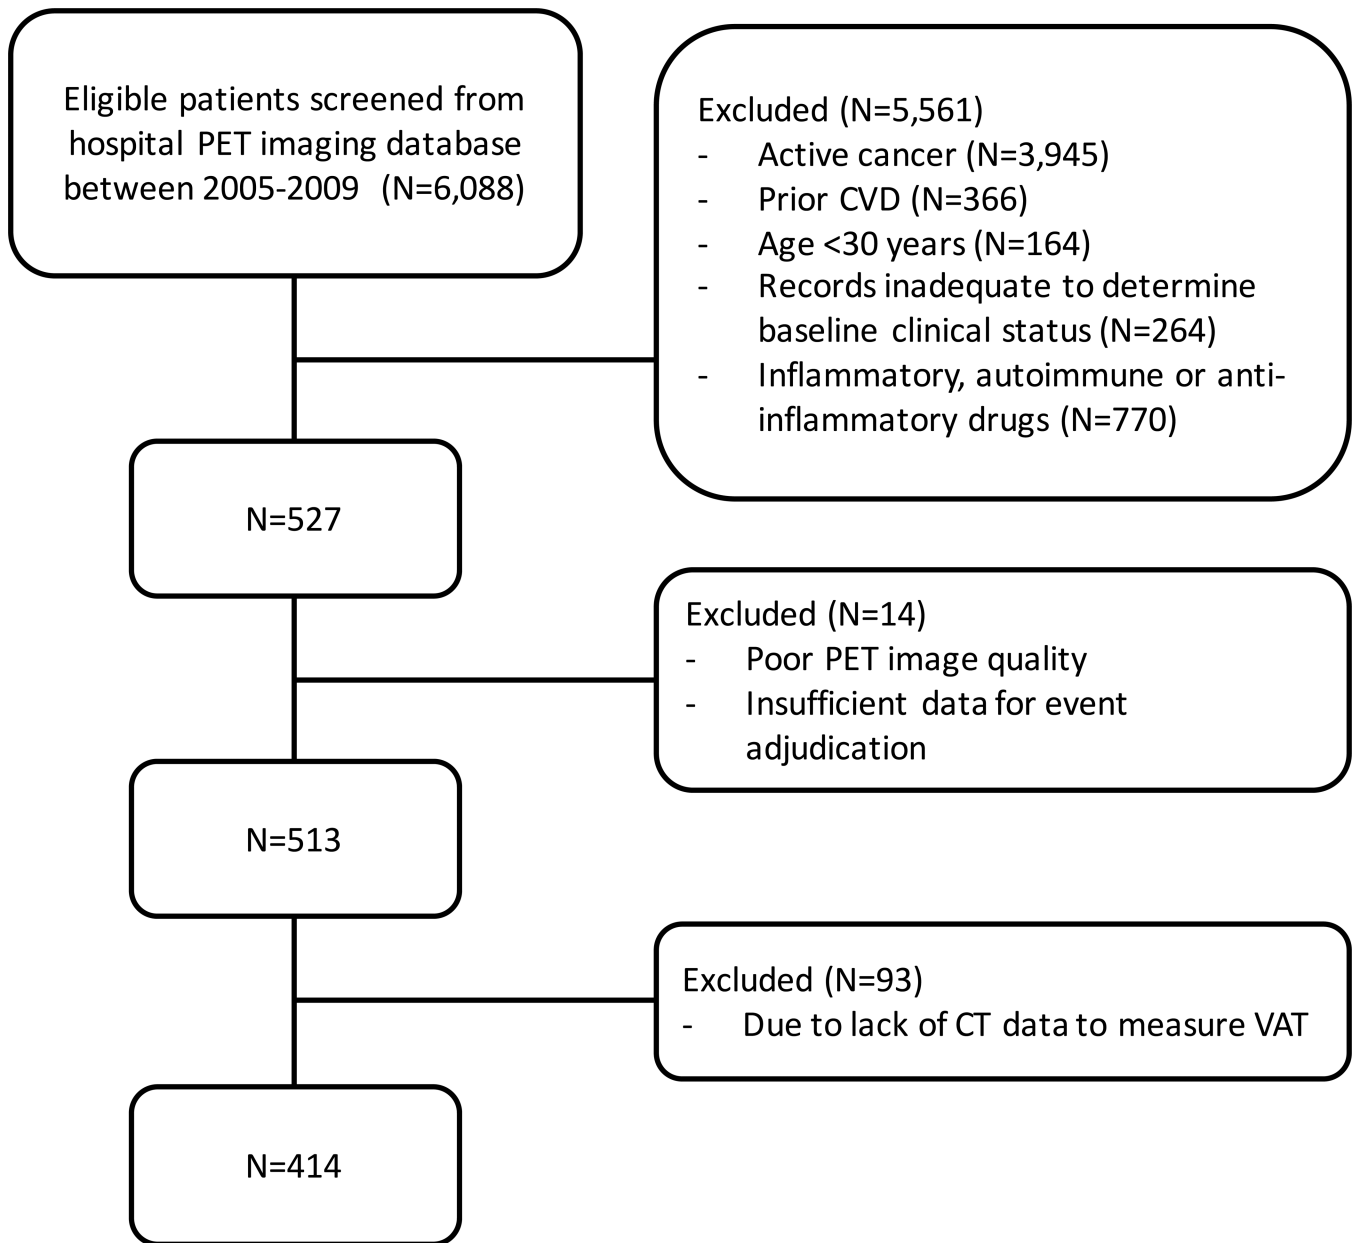 Eligible patients screened from
hospital PET imaging database
between 2005-2009 (N=6,088)
Excluded (N=5,561)
- Active cancer (N=3,945)
- Prior CVD (N=366)
- Age <30 years (N=164)
- Records inadequate to determine
baseline clinical status (N=264)
- Inflammatory, autoimmune or anti-
inflammatory drugs (N=770)
N=527
Excluded (N=14)
- Poor PET image quality
- Insufficient data for event
adjudication
N=513
Excluded (N=93)
- Due to lack of CT data to measure VAT
N=414